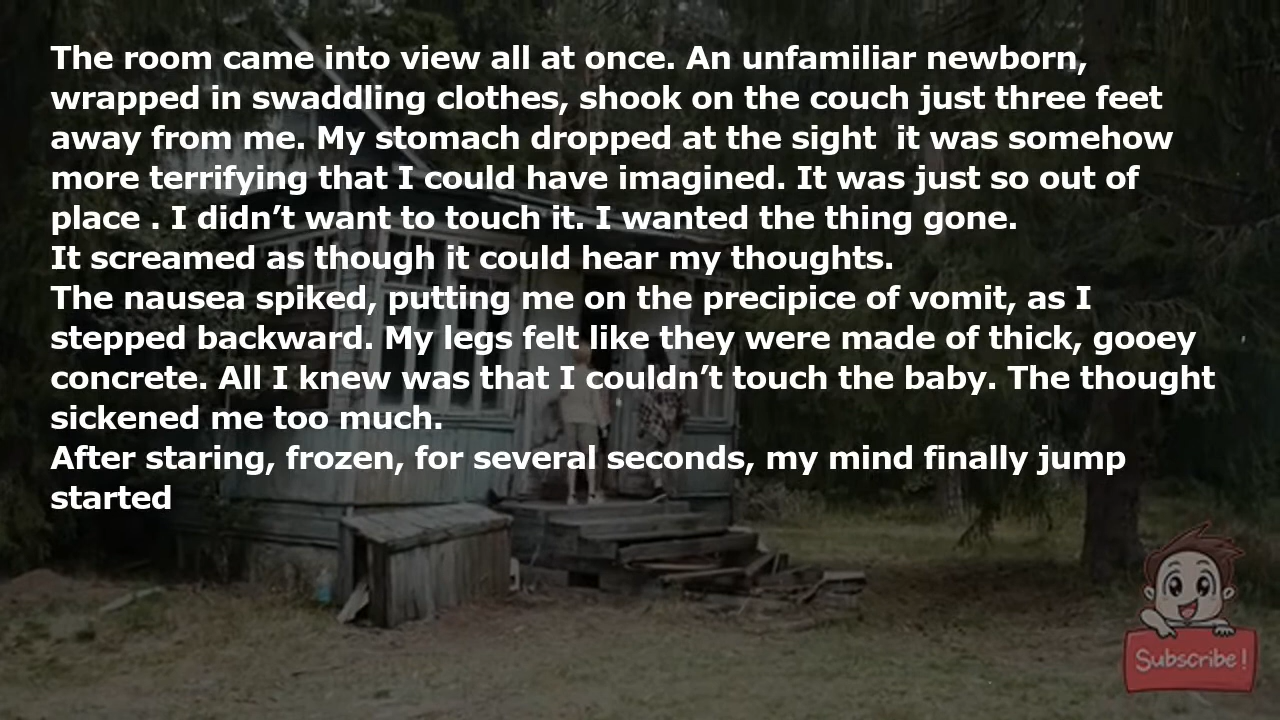 The room came into view all at once. An unfamiliar newborn,
wrapped in swaddling clothes, shook on the couch just three feet
away from me. My stomach dropped at the sight  it was somehow
more terrifying that I could have imagined. It was just so out of
place . I didn’t want to touch it. I wanted the thing gone.
It screamed as though it could hear my thoughts.
The nausea spiked, putting me on the precipice of vomit, as I
stepped backward. My legs felt like they were made of thick, gooey
concrete. All I knew was that I couldn’t touch the baby. The thought
sickened me too much.
After staring, frozen, for several seconds, my mind finally jump
started
Subscribe!